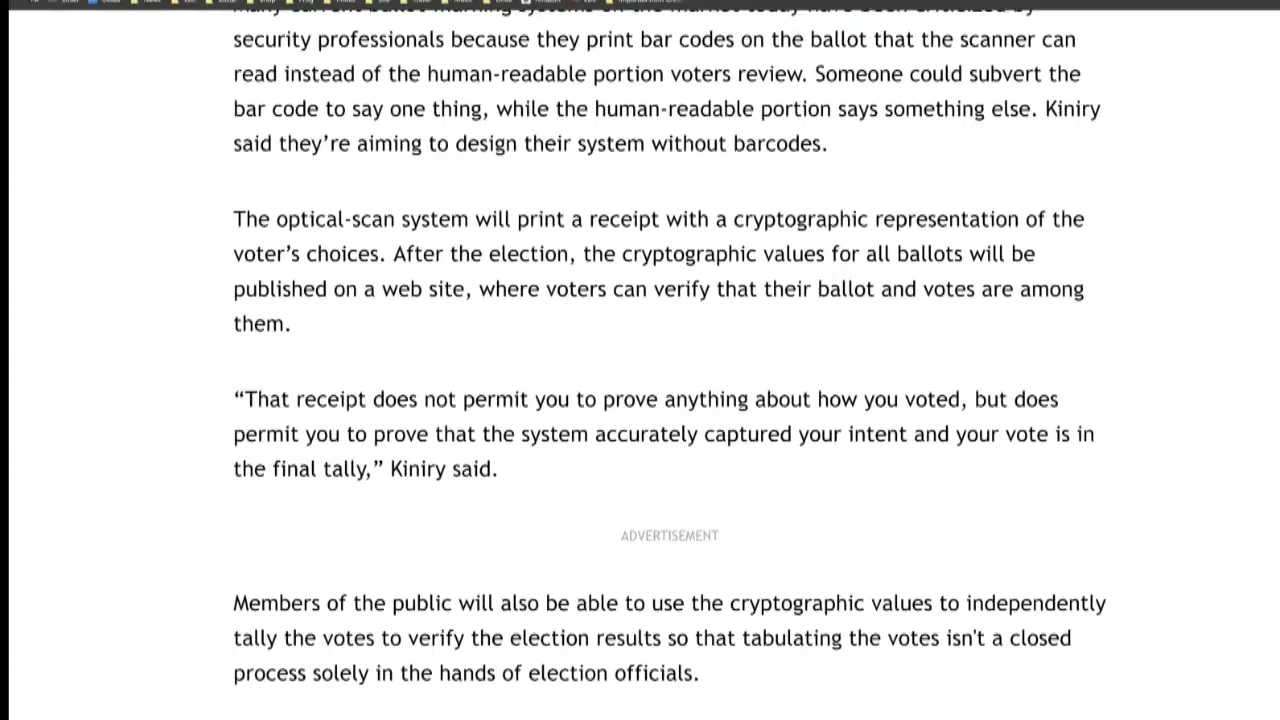 security professionals because they print bar codes on the ballot that the scanner can
read instead of the human-readable portion voters review. Someone could subvert the
bar code to say one thing, while the human-readable portion says something else. Kiniry
said they’re aiming to design their system without barcodes.
The optical-scan system will print a receipt with a cryptographic representation of the
voter’s choices. After the election, the cryptographic values for all ballots will be
published on a web site, where voters can verify that their ballot and votes are among
them.
“That receipt does not permit you to prove anything about how you voted, but does
permit you to prove that the system accurately captured your intent and your vote is in
the final tally,” Kiniry said.
ADVERTISEMENT
Members of the public will also be able to use the cryptographic values to independently
tally the votes to verify the election results so that tabulating the votes isn't a closed
process solely in the hands of election officials.